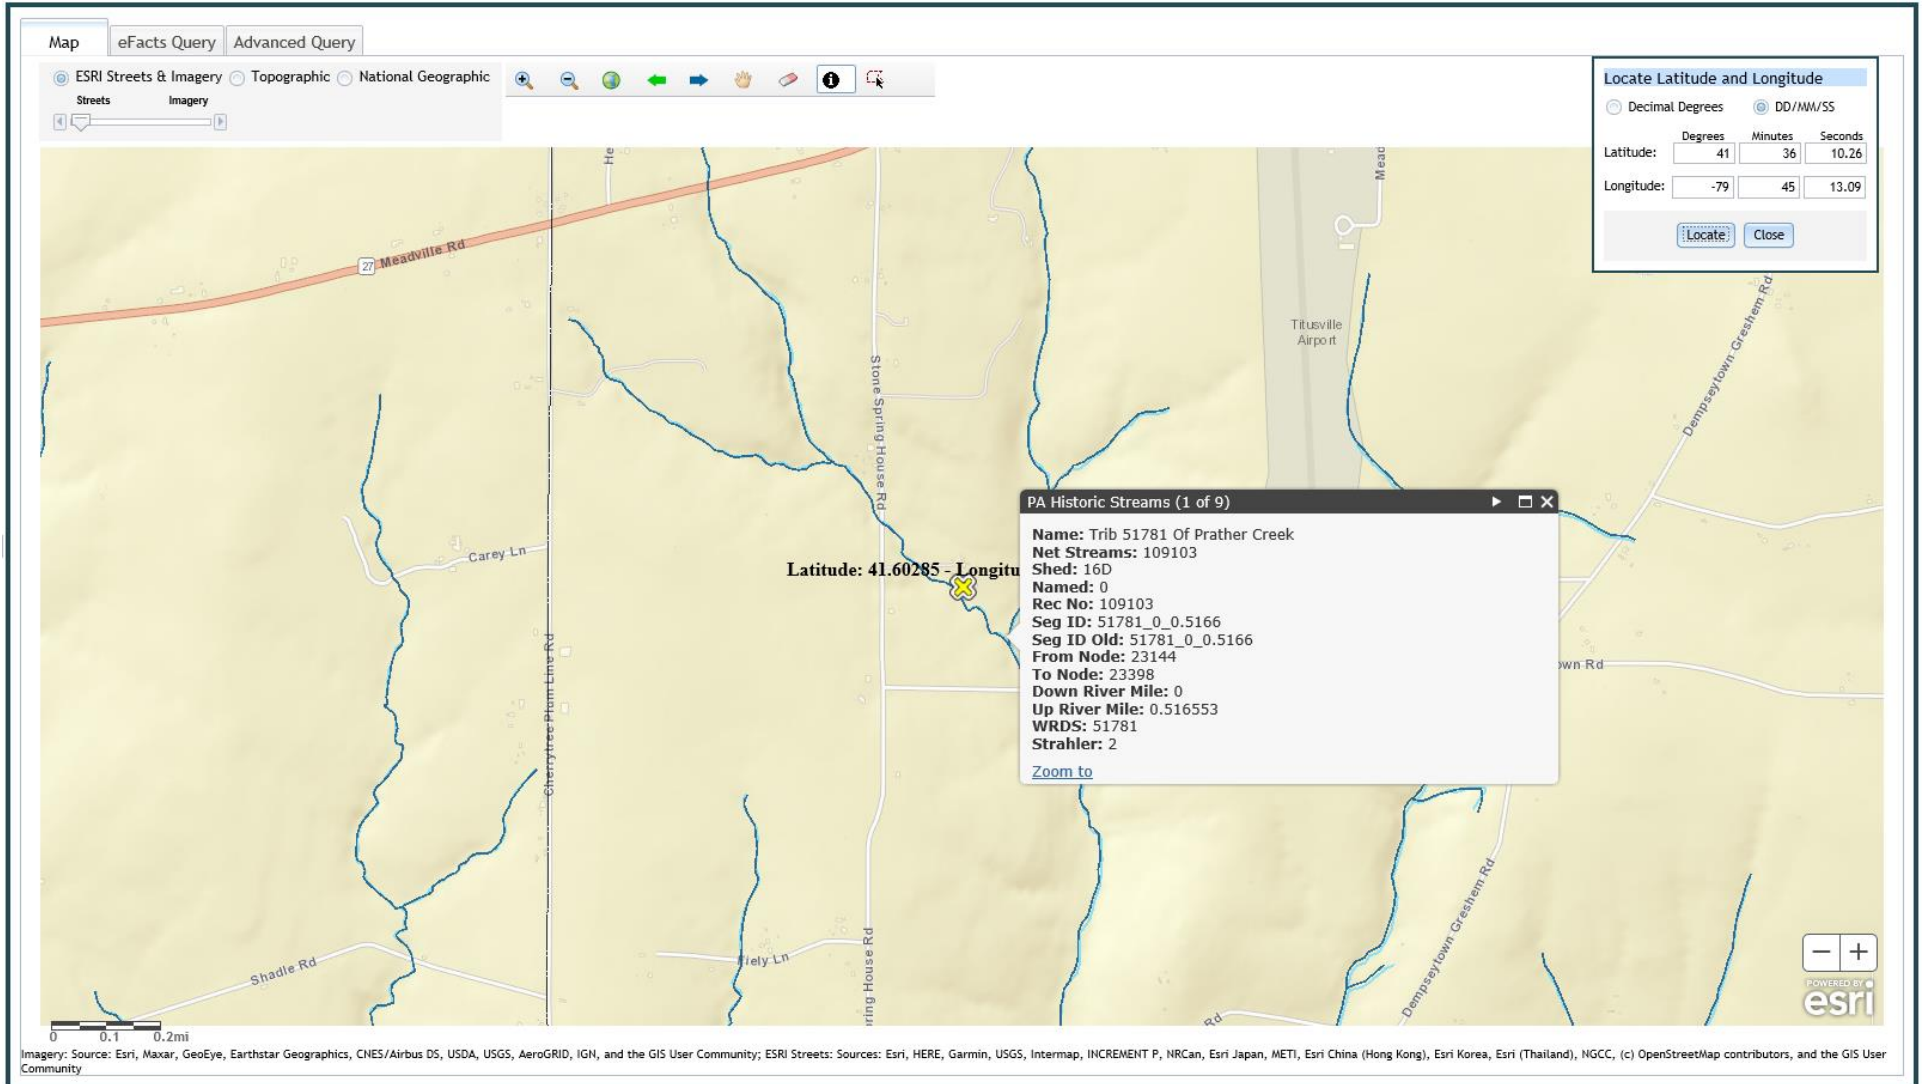 Map
eFacts Query
Advanced Query
ESRI Streets & Imagery
Topographic
National Geographic
Streets
Imagery
Locate Latitude and Longitude
Decimal Degrees
DD/MM/SS
Degrees Minutes Seconds
Latitude: 41 36 10.26
Longitude: -79 45 13.09
Locate
Close
He
Mead
27
Meadville Rd
Titusville
Airport
Dempseytown Greshem Rd
Stone Spring House Rd
Carey Ln
Latitude: 41.60285 - Longitu
PA Historic Streams (1 of 9)
Name: Trib 51781 Of Prather Creek
Net Streams: 109103
Shed: 16D
Named: 0
Rec No: 109103
Seg ID: 51781_0_0.5166
Seg ID Old: 51781_0_0.5166
From Node: 23144
To Node: 23398
Down River Mile: 0
Up River Mile: 0.516553
WRDS: 51781
Strahler: 2
Zoom to
own Rd
Cherrytree Plum Line Rd
Shadle Rd
Fiely Ln
ring House Rd
Dempseytown Greshem Rd
Rd
POWERED BY
esri
0 0.1 0.2mi
Imagery: Source: Esri, Maxar, GeoEye, Earthstar Geographics, CNES/Airbus DS, USDA, USGS, AeroGRID, IGN, and the GIS User Community; ESRI Streets: Sources: Esri, HERE, Garmin, USGS, Intermap, INCREMENT P, NRCan, Esri Japan, METI, Esri China (Hong Kong), Esri Korea, Esri (Thailand), NGCC, (c) OpenStreetMap contributors, and the GIS User
Community